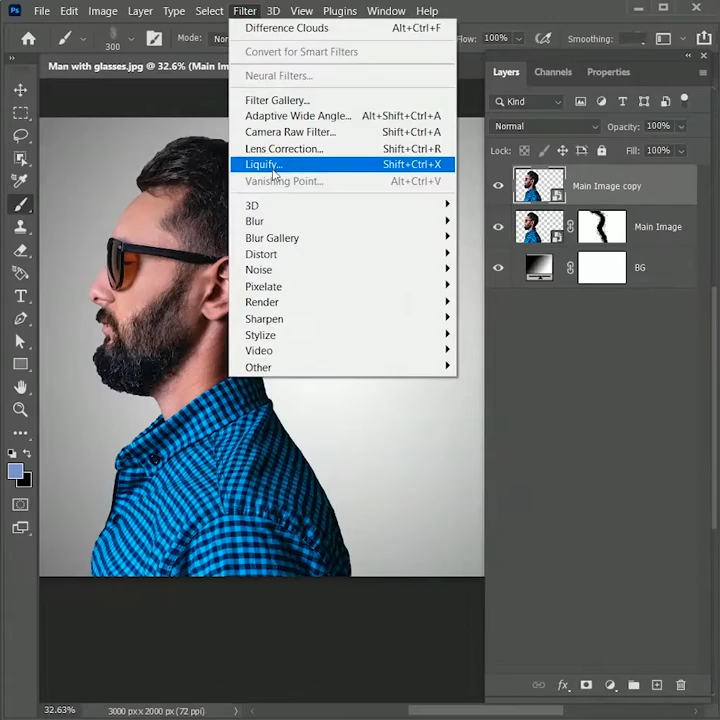 Ps File Edit Image Layer Type Select Filter 3D View Plugins Window Help
300 Mode: Flow: 100% Smoothing:
Man with glasses.jpg @ 32.6% (Main Im
Difference Clouds Alt+Ctrl+F
Convert for Smart Filters
Neural Filters...
Filter Gallery...
Adaptive Wide Angle... Alt+Shift+Ctrl+A
Camera Raw Filter... Shift+Ctrl+A
Lens Correction... Shift+Ctrl+R
Liquify... Shift+Ctrl+X
Vanishing Point... Alt+Ctrl+V
3D
Blur
Blur Gallery
Distort
Noise
Pixelate
Render
Sharpen
Stylize
Video
Other
Layers Channels Properties
Kind
Normal Opacity: 100%
Lock: Fill: 100%
Main Image copy
Main Image
BG
fx
32.63% 3000 px x 2000 px (72 ppi)